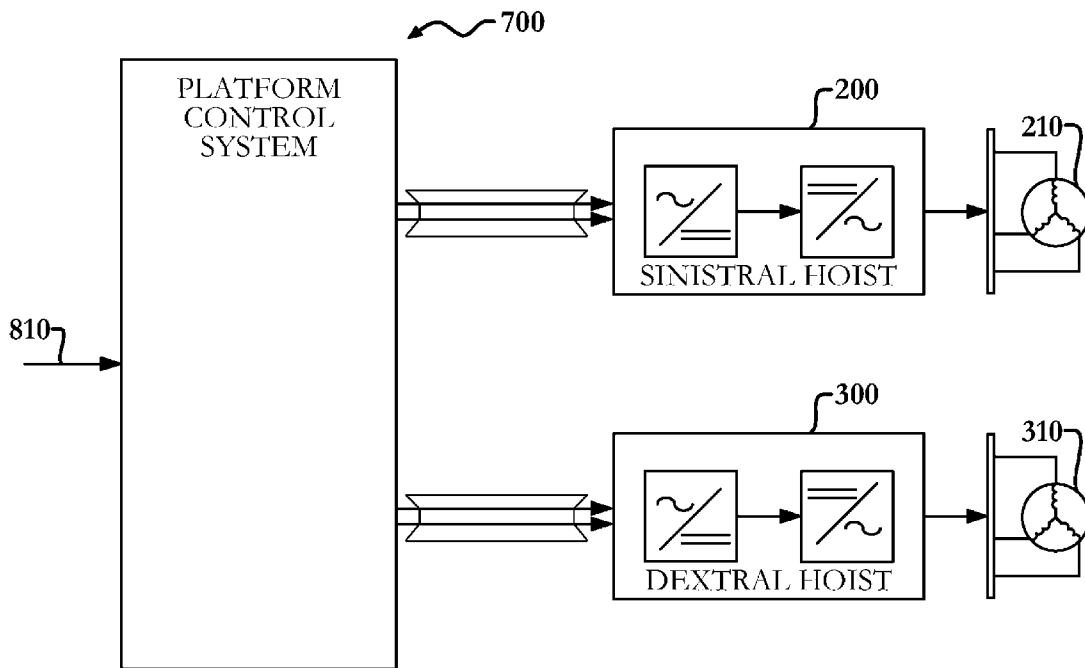 700
PLATFORM
CONTROL
SYSTEM
200
210
SINISTRAL HOIST
810
300
310
DEXTRAL HOIST